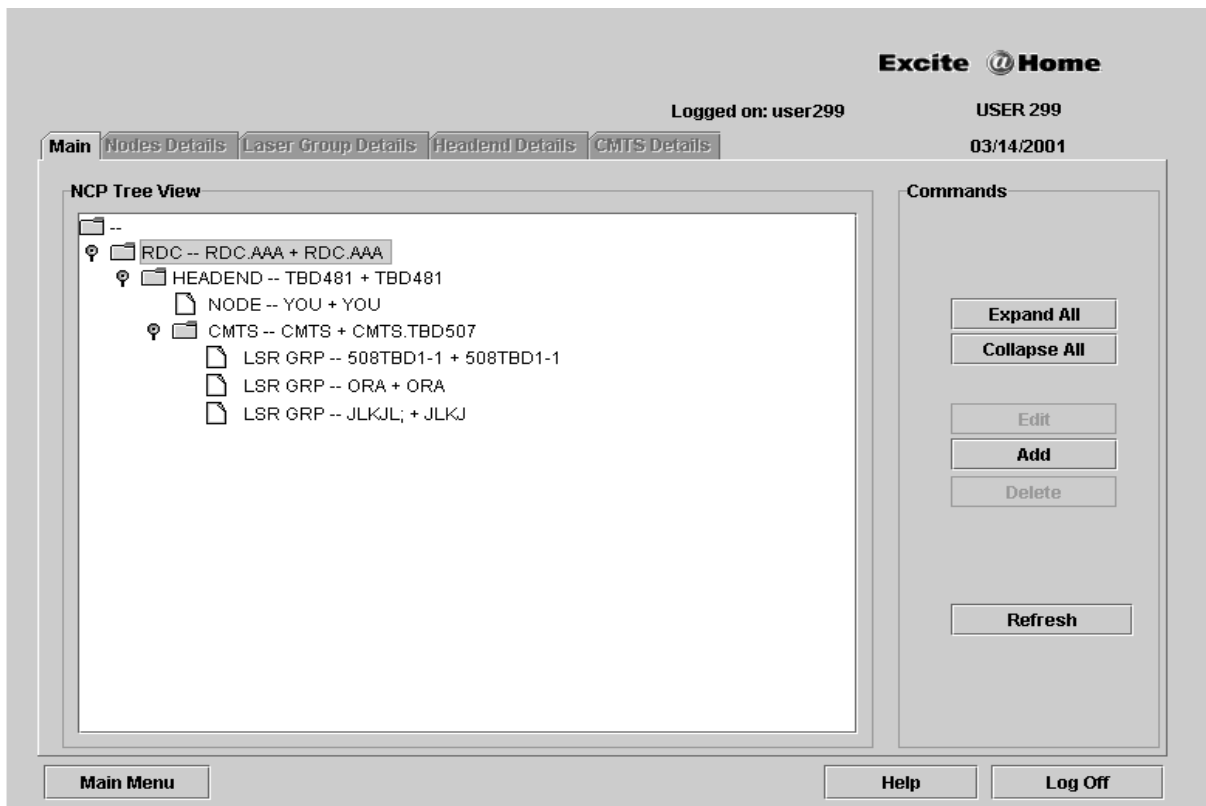 Excite @Home
Logged on: user299 USER 299
Main Nodes Details Laser Group Details Headend Details CMTS Details 03/14/2001
NCP Tree View Commands
--
RDC -- RDC.AAA + RDC.AAA
HEADEND -- TBD481 + TBD481
NODE -- YOU + YOU
CMTS -- CMTS + CMTS.TBD507
LSR GRP -- 508TBD1-1 + 508TBD1-1
LSR GRP -- ORA + ORA
LSR GRP -- JLKJL; + JLKJ
Expand All
Collapse All
Edit
Add
Delete
Refresh
Main Menu Help Log Off